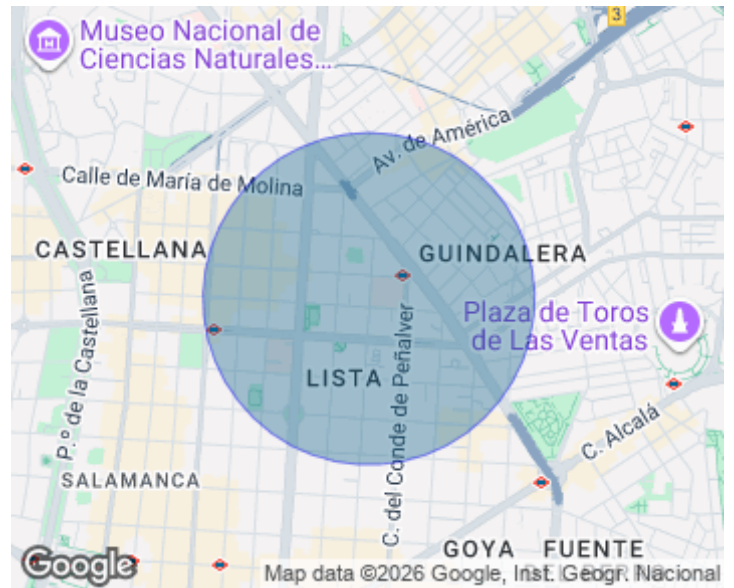 3
Museo Nacional de
Ciencias Naturales...
Av. de América
Calle de María de Molina
CASTELLANA
GUINDALERA
P.º de la Castellana
Plaza de Toros
de Las Ventas
C. del Conde de Peñalver
LISTA
C. Alcalá
SALAMANCA
GOYA
FUENTE
Google
Map data ©2026 Google, Inst. Geogr. Nacional